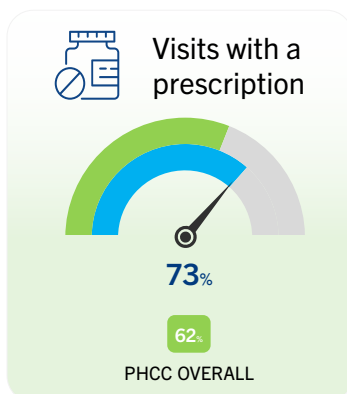 Visits with a
prescription
73%
62%
PHCC OVERALL